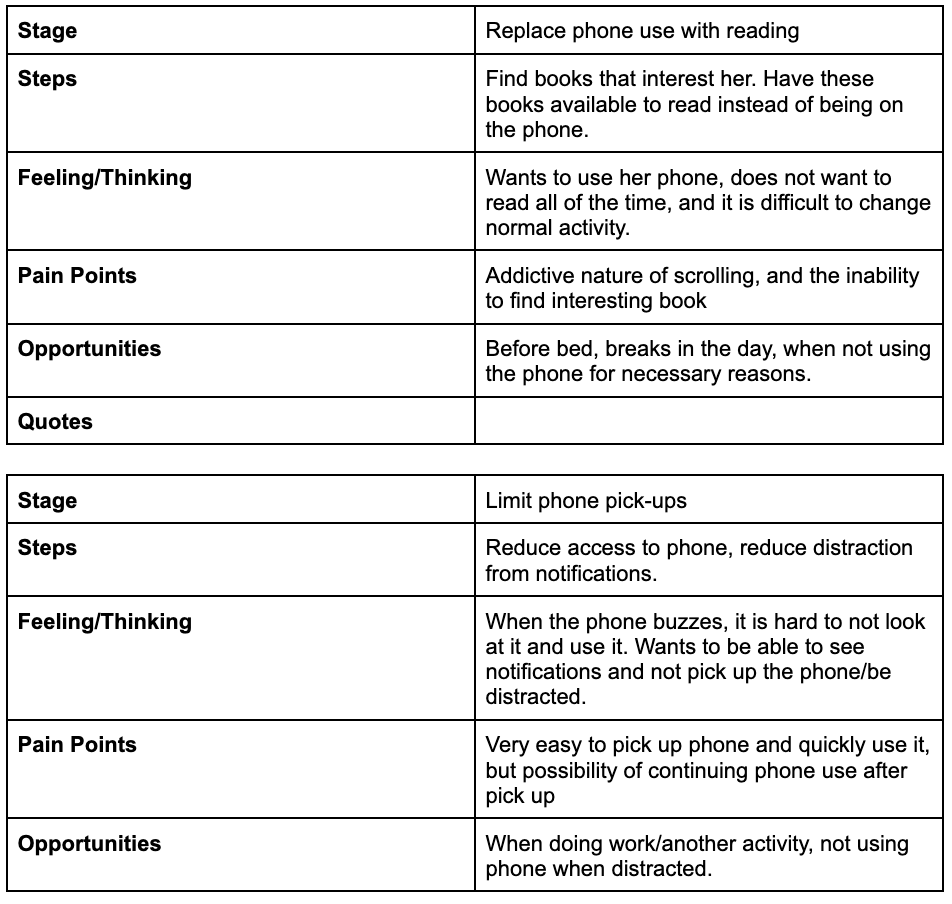 Stage
Replace phone use with reading
Steps
Find books that interest her. Have these
books available to read instead of being on
the phone.
Feeling/Thinking
Wants to use her phone, does not want to
read all of the time, and it is difficult to change
normal activity.
Pain Points
Addictive nature of scrolling, and the inability
to find interesting book
Opportunities
Before bed, breaks in the day, when not using
the phone for necessary reasons.
Quotes
Stage
Limit phone pick-ups
Steps
Reduce access to phone, reduce distraction
from notifications.
Feeling/Thinking
When the phone buzzes, it is hard to not look
at it and use it. Wants to be able to see
notifications and not pick up the phone/be
distracted.
Pain Points
Very easy to pick up phone and quickly use it,
but possibility of continuing phone use after
pick up
Opportunities
When doing work/another activity, not using
phone when distracted.